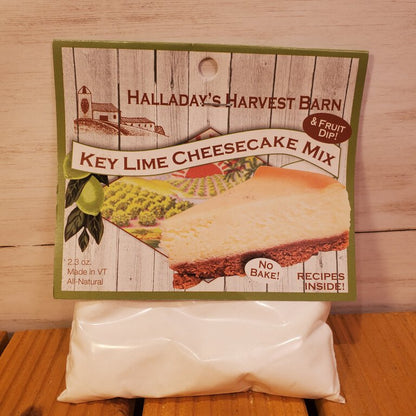 Halladay's Harvest Barn
& Fruit
Dip!
Key Lime Cheesecake Mix
2.3 oz.
Made in VT
All-Natural
No
Bake!
Recipes
Inside!